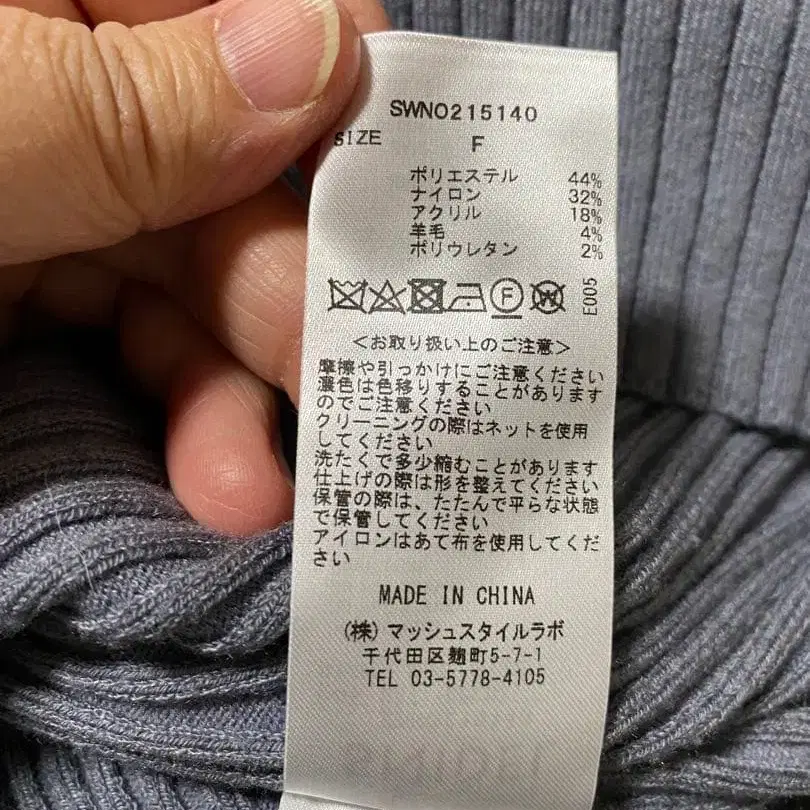 SWNO215140
SIZE F
ポリエステル 44%
ナイロン 32%
アクリル 18%
羊毛 4%
ポリウレタン 2%
F W
E005
<お取り扱い上のご注意>
摩擦や引っかけにご注意ください
濃色は色移りすることがあります
のでご注意ください
クリーニングの際はネットを使用
してください
洗たくで多少縮むことがあります
仕上げの際は形を整えてください
保管の際は、たたんで平らな状態
で保管してください
アイロンはあて布を使用してくだ
さい
MADE IN CHINA
(株)マッシュスタイルラボ
千代田区麹町5-7-1
TEL 03-5778-4105